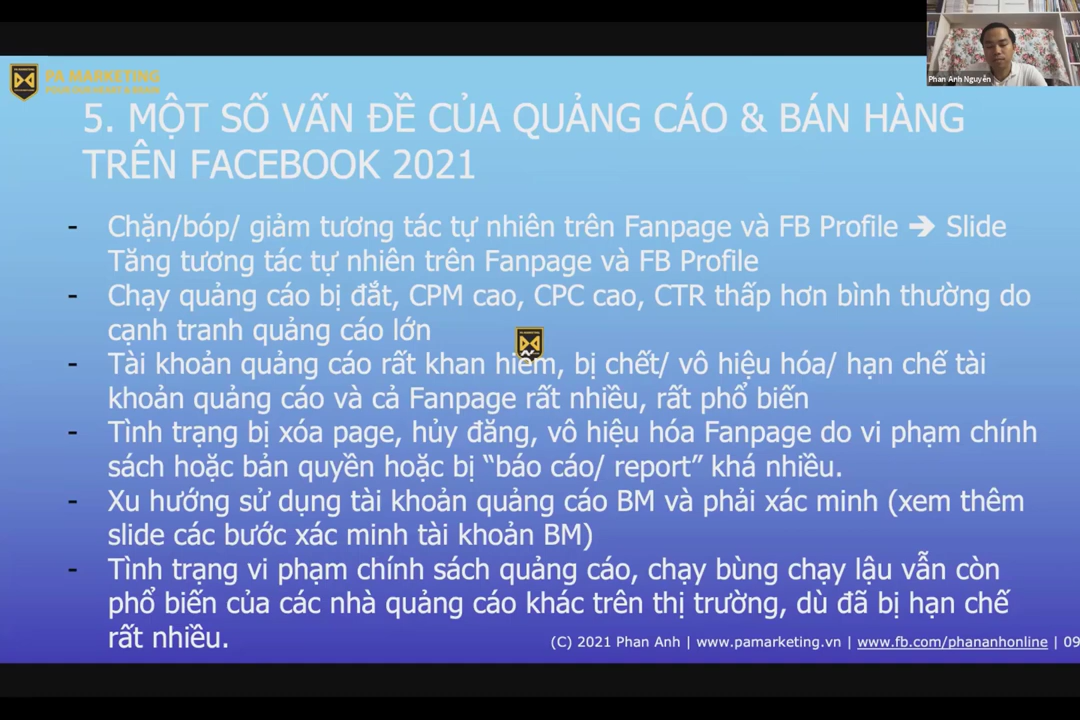 Phan Anh Nguyễn
PA MARKETING
5. MỘT SỐ VẤN ĐỀ CỦA QUẢNG CÁO & BÁN HÀNG
TRÊN FACEBOOK 2021
- Chặn/bóp/ giảm tương tác tự nhiên trên Fanpage và FB Profile ➔ Slide
Tăng tương tác tự nhiên trên Fanpage và FB Profile
- Chạy quảng cáo bị đắt, CPM cao, CPC cao, CTR thấp hơn bình thường do
cạnh tranh quảng cáo lớn
- Tài khoản quảng cáo rất khan hiếm, bị chết/ vô hiệu hóa/ hạn chế tài
khoản quảng cáo và cả Fanpage rất nhiều, rất phổ biến
- Tình trạng bị xóa page, hủy đăng, vô hiệu hóa Fanpage do vi phạm chính
sách hoặc bản quyền hoặc bị “báo cáo/ report” khá nhiều.
- Xu hướng sử dụng tài khoản quảng cáo BM và phải xác minh (xem thêm
slide các bước xác minh tài khoản BM)
- Tình trạng vi phạm chính sách quảng cáo, chạy bùng chạy lậu vẫn còn
phổ biến của các nhà quảng cáo khác trên thị trường, dù đã bị hạn chế
rất nhiều.
(C) 2021 Phan Anh | www.pamarketing.vn | www.fb.com/phananhonline | 09